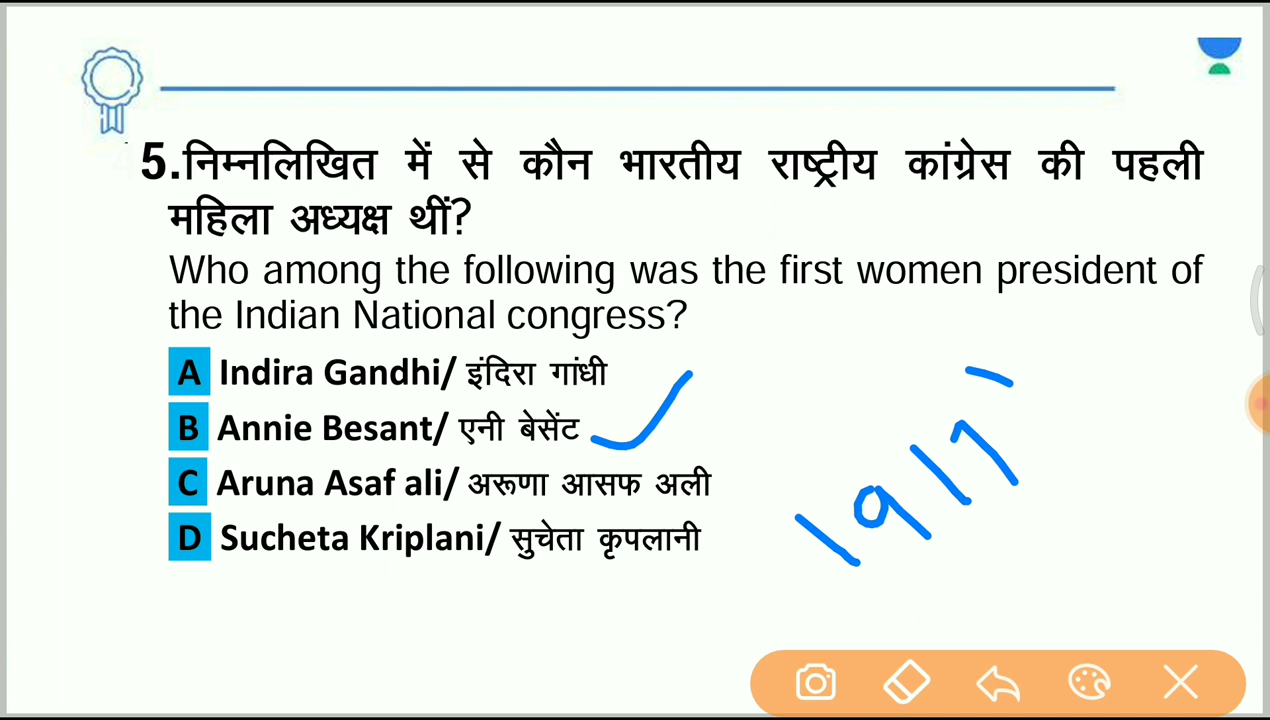 5.निम्नलिखित में से कौन भारतीय राष्ट्रीय कांग्रेस की पहली
महिला अध्यक्ष थीं?
Who among the following was the first women president of
the Indian National congress?
A Indira Gandhi/ इंदिरा गांधी
B Annie Besant/ एनी बेसेंट
C Aruna Asaf ali/ अरूणा आसफ अली
D Sucheta Kriplani/ सुचेता कृपलानी
1917